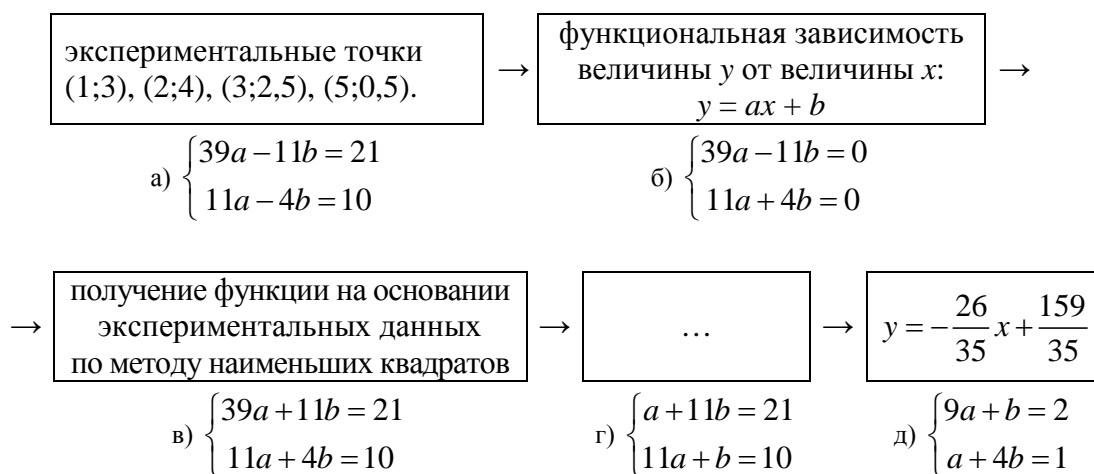 экспериментальные точки
(1;3), (2;4), (3;2,5), (5;0,5).
→
функциональная зависимость
величины y от величины x:
y = ax + b
→
а) { 39a − 11b = 21
11a − 4b = 10
б) { 39a − 11b = 0
11a + 4b = 0
→
получение функции на основании
экспериментальных данных
по методу наименьших квадратов
→
…
→
y = −26/35 x + 159/35
в) { 39a + 11b = 21
11a + 4b = 10
г) { a + 11b = 21
11a + b = 10
д) { 9a + b = 2
a + 4b = 1